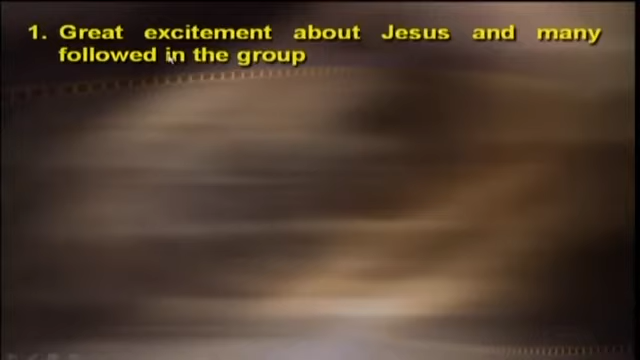 1. Great excitement about Jesus and many
followed in the group